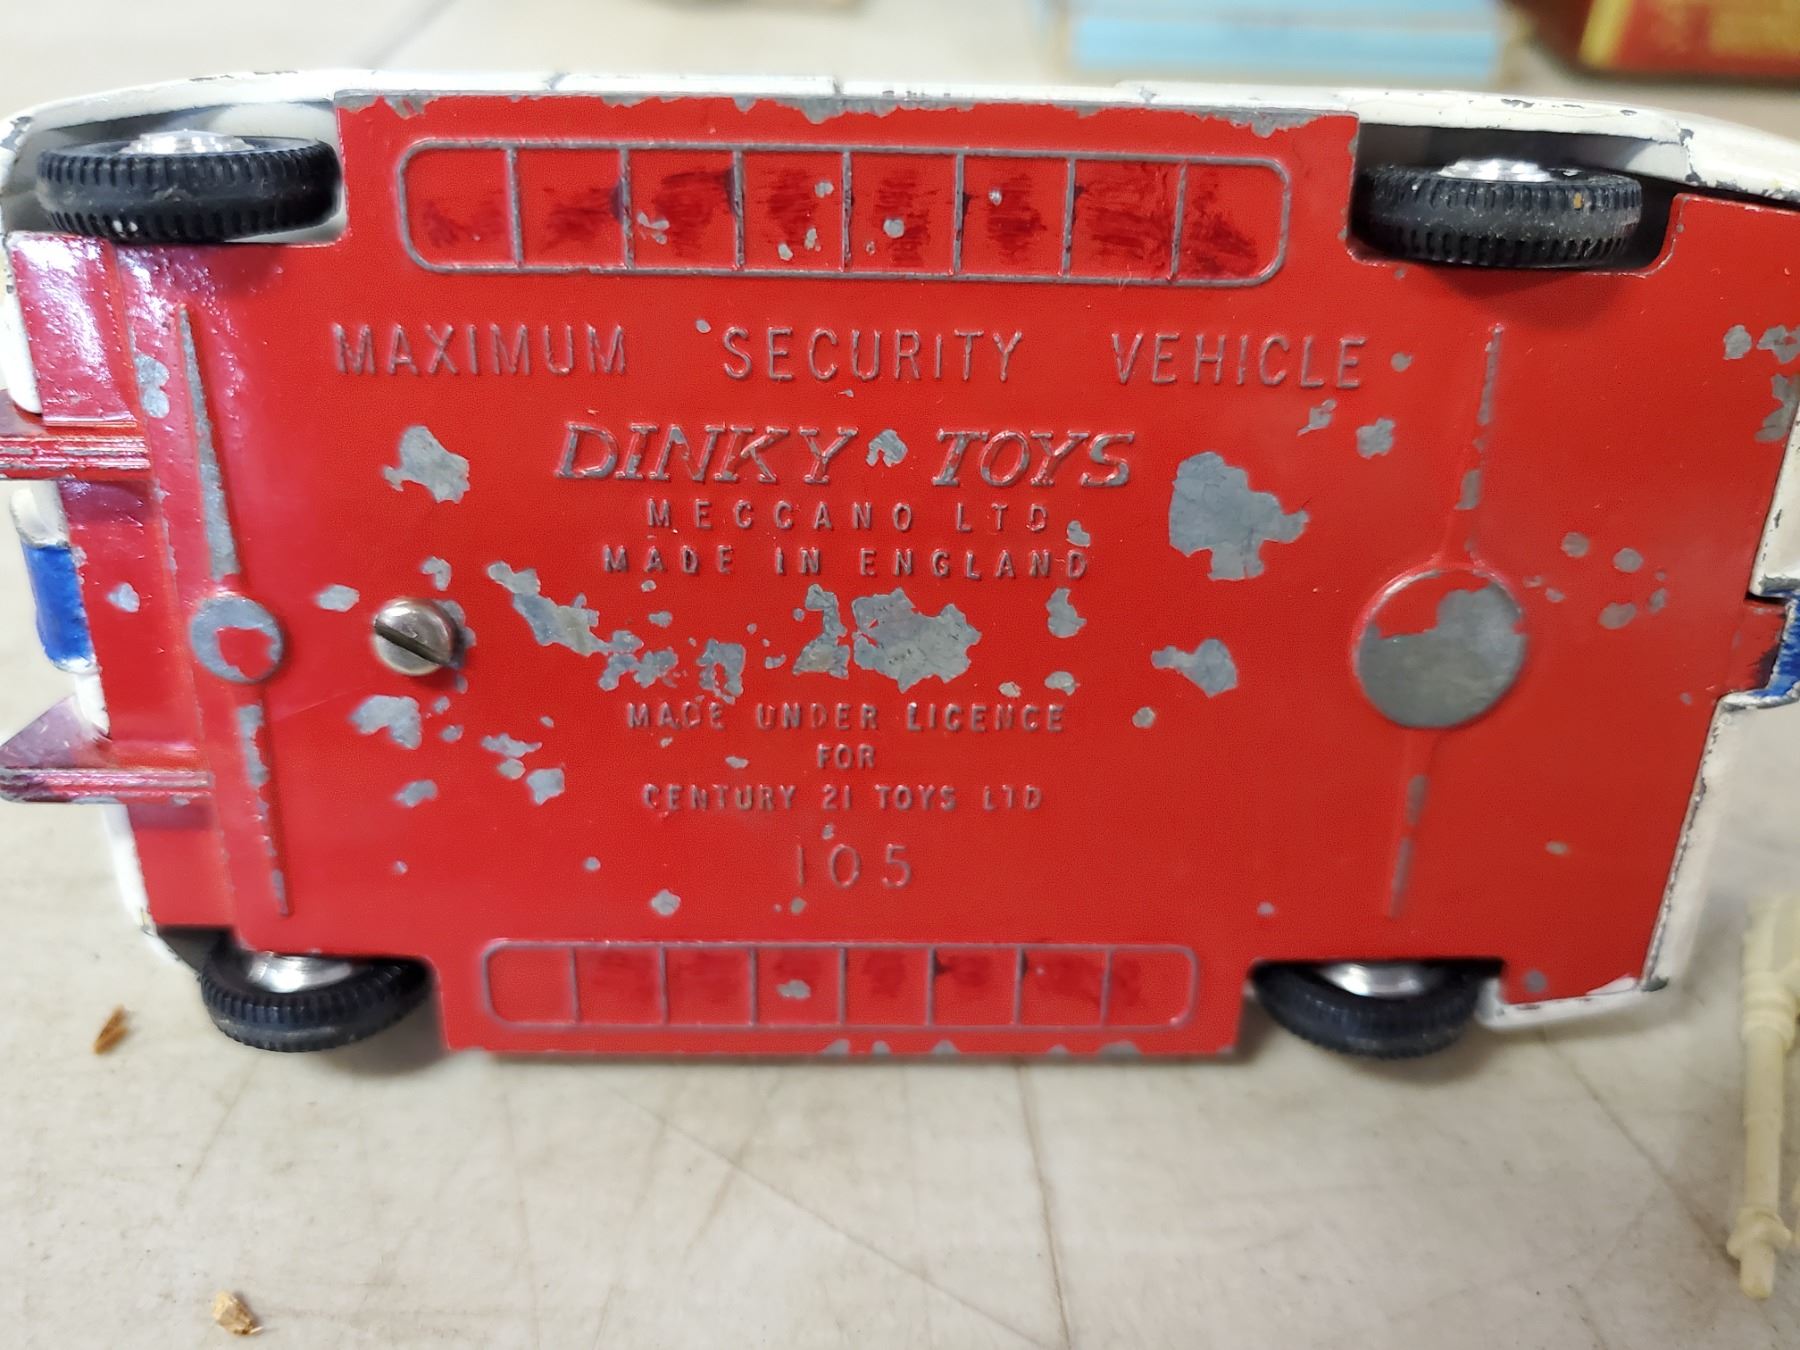 MAXIMUM SECURITY VEHICLE
DINKY TOYS
MECCANO LTD
MADE IN ENGLAND
MADE UNDER LICENCE
FOR
CENTURY 21 TOYS LTD
105